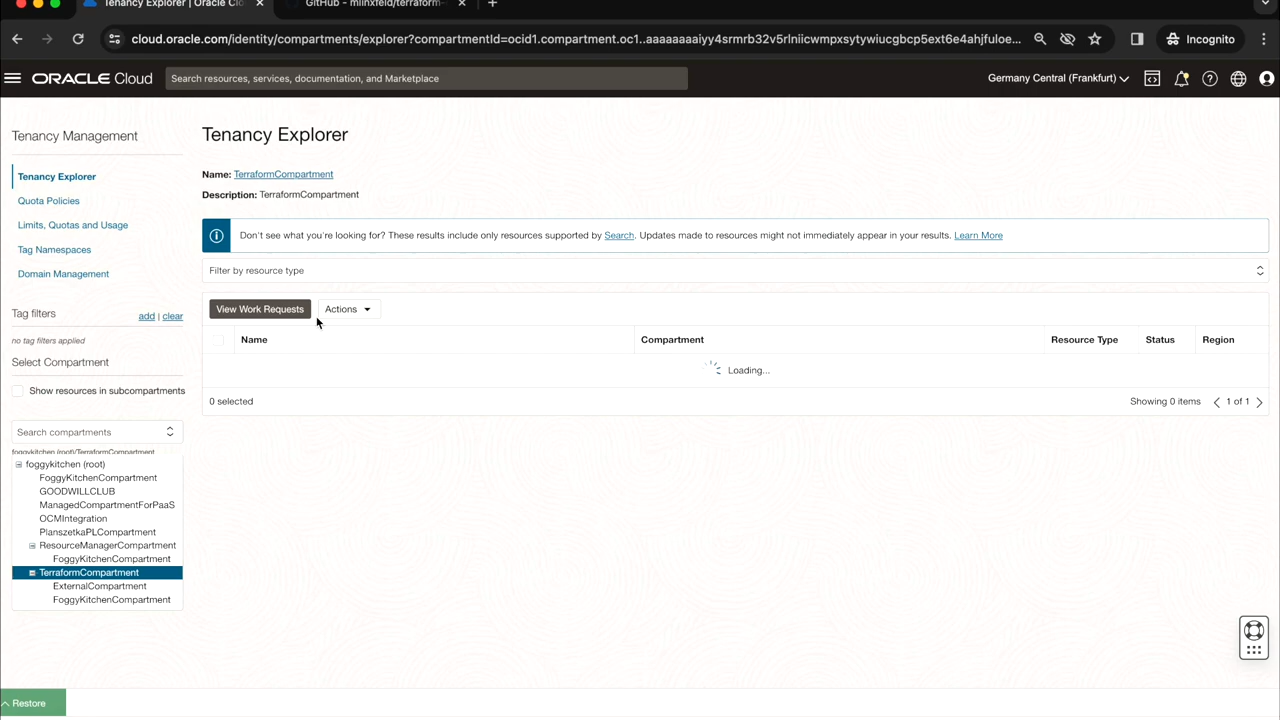 Tenancy Explorer | Oracle Cl
GitHub - mlinxfeld/terraform-
cloud.oracle.com/identity/compartments/explorer?compartmentId=ocid1.compartment.oc1..aaaaaaaaiyy4srmrb32v5rlniicwmpxsytywiucgbcp5ext6e4ahjfuloe...
Incognito
ORACLE Cloud
Search resources, services, documentation, and Marketplace
Germany Central (Frankfurt)
Tenancy Management
Tenancy Explorer
Quota Policies
Limits, Quotas and Usage
Tag Namespaces
Domain Management
Tag filters
add | clear
no tag filters applied
Select Compartment
Show resources in subcompartments
Search compartments
foggykitchen (root)/TerraformCompartment
foggykitchen (root)
FoggyKitchenCompartment
GOODWILLCLUB
ManagedCompartmentForPaaS
OCMIntegration
PlanszetkaPLCompartment
ResourceManagerCompartment
FoggyKitchenCompartment
TerraformCompartment
ExternalCompartment
FoggyKitchenCompartment
Tenancy Explorer
Name: TerraformCompartment
Description: TerraformCompartment
Don't see what you're looking for? These results include only resources supported by Search. Updates made to resources might not immediately appear in your results. Learn More
Filter by resource type
View Work Requests
Actions
Name
Compartment
Resource Type
Status
Region
Loading...
0 selected
Showing 0 items
1 of 1
Restore